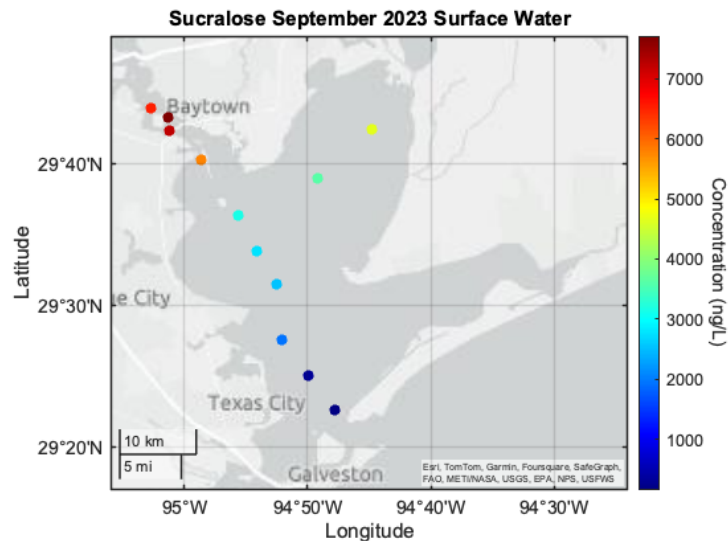 Sucralose September 2023 Surface Water
Baytown
29°40'N
29°30'N
29°20'N
Latitude
e City
Texas City
Galveston
10 km
5 mi
Esri, TomTom, Garmin, Foursquare, SafeGraph,
FAO, METI/NASA, USGS, EPA, NPS, USFWS
95°W
94°50'W
94°40'W
94°30'W
Longitude
7000
6000
5000
4000
3000
2000
1000
Concentration (ng/L)